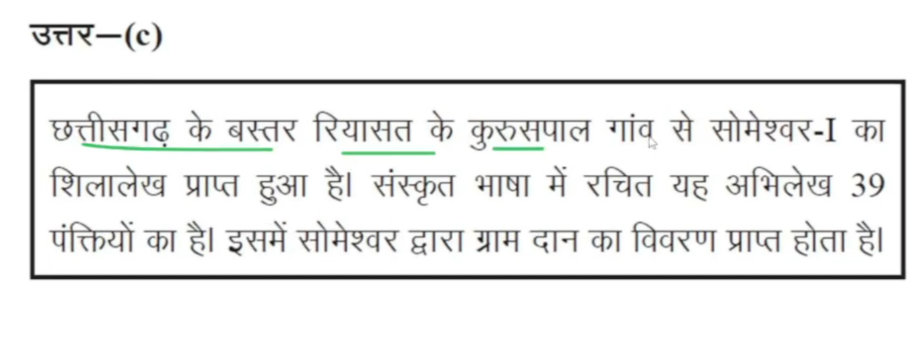 उत्तर–(c)
छत्तीसगढ़ के बस्तर रियासत के कुरुसपाल गांव से सोमेश्वर-I का
शिलालेख प्राप्त हुआ है। संस्कृत भाषा में रचित यह अभिलेख 39
पंक्तियों का है। इसमें सोमेश्वर द्वारा ग्राम दान का विवरण प्राप्त होता है।